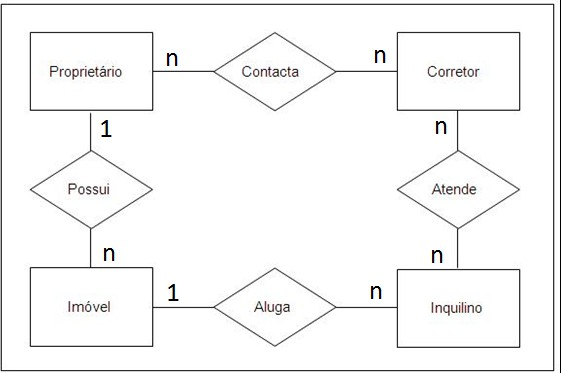 Proprietário
n
Contacta
n
Corretor
1
n
Possui
Atende
n
n
Imóvel
1
Aluga
n
Inquilino